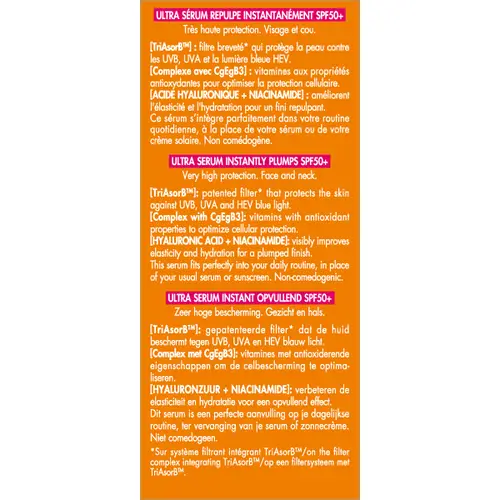 ULTRA SÉRUM REPULPE INSTANTANÉMENT SPF50+
Très haute protection. Visage et cou.
[TriAsorB™] : filtre breveté* qui protège la peau contre
les UVB, UVA et la lumière bleue HEV.
[Complexe avec CgEgB3] : vitamines aux propriétés
antioxydantes pour optimiser la protection cellulaire.
[ACIDE HYALURONIQUE + NIACINAMIDE] : améliorent
l'élasticité et l'hydratation pour un fini repulpant.
Ce sérum s'intègre parfaitement dans votre routine
quotidienne, à la place de votre sérum ou de votre
crème solaire. Non comédogène.
ULTRA SERUM INSTANTLY PLUMPS SPF50+
Very high protection. Face and neck.
[TriAsorB™]: patented filter* that protects the skin
against UVB, UVA and HEV blue light.
[Complex with CgEgB3]: vitamins with antioxidant
properties to optimize cellular protection.
[HYALURONIC ACID + NIACINAMIDE]: visibly improves
elasticity and hydration for a plumped finish.
This serum fits perfectly into your daily routine, in place
of your usual serum or sunscreen. Non-comedogenic.
ULTRA SERUM INSTANT OPVULLEND SPF50+
Zeer hoge bescherming. Gezicht en hals.
[TriAsorB™]: gepatenteerde filter* dat de huid
beschermt tegen UVB, UVA en HEV blauw licht.
[Complex met CgEgB3]: vitamines met antioxiderende
eigenschappen om de celbescherming te optima-
liseren.
[HYALURONZUUR + NIACINAMIDE]: verbeteren de
elasticiteit en hydratatie voor een opvullend effect.
Dit serum is een perfecte aanvulling op je dagelijkse
routine, ter vervanging van je serum of zonnecrème.
Niet comedogeen.
*Sur système filtrant intégrant TriAsorB™/on the filter
complex integrating TriAsorB™/op een filtersysteem met
TriAsorB™.